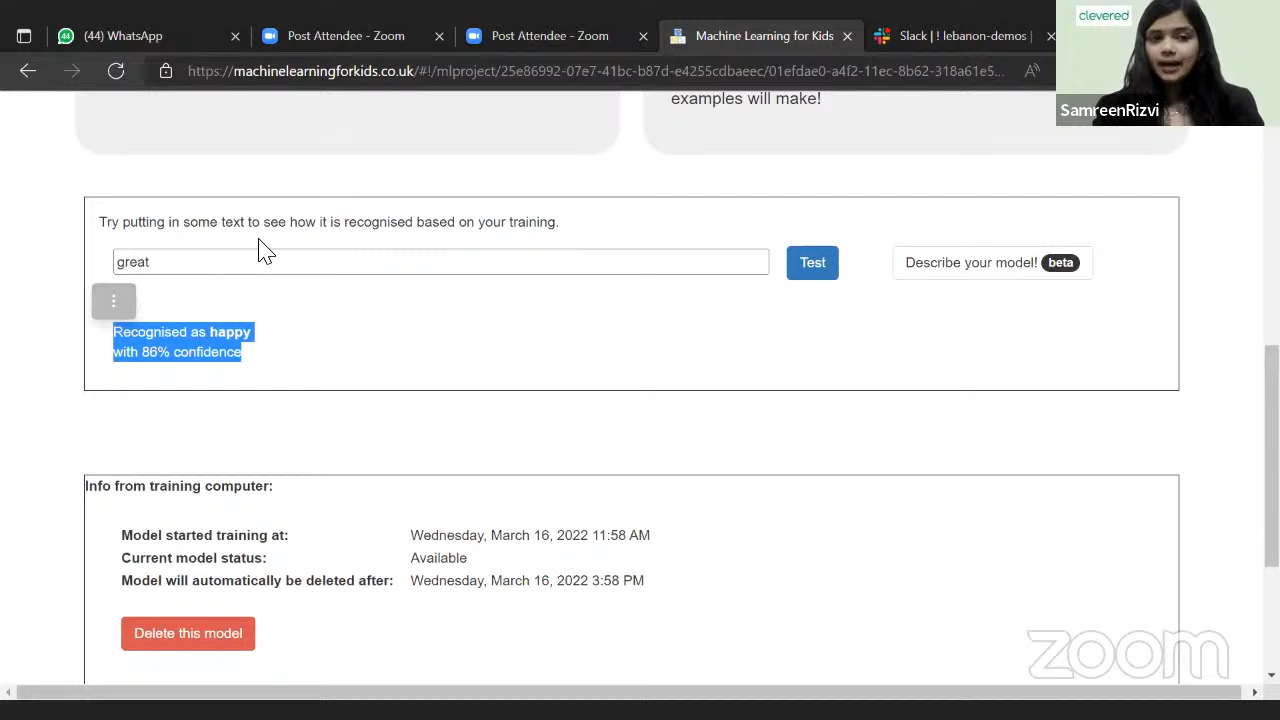 (44) WhatsApp
Post Attendee - Zoom
Post Attendee - Zoom
Machine Learning for Kids
Slack | ! lebanon-demos |
clevered
https://machinelearningforkids.co.uk/#!/mlproject/25e86992-07e7-41bc-b87d-e4255cdbaeec/01efdae0-a4f2-11ec-8b62-318a61e5...
SamreenRizvi
examples will make!
Try putting in some text to see how it is recognised based on your training.
great
Test
Describe your model! beta
Recognised as happy
with 86% confidence
Info from training computer:
Model started training at: Wednesday, March 16, 2022 11:58 AM
Current model status: Available
Model will automatically be deleted after: Wednesday, March 16, 2022 3:58 PM
Delete this model
zoom